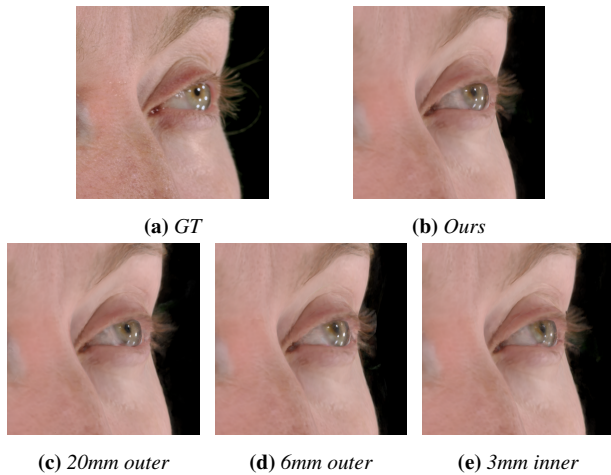 (a) GT
(b) Ours
(c) 20mm outer
(d) 6mm outer
(e) 3mm inner